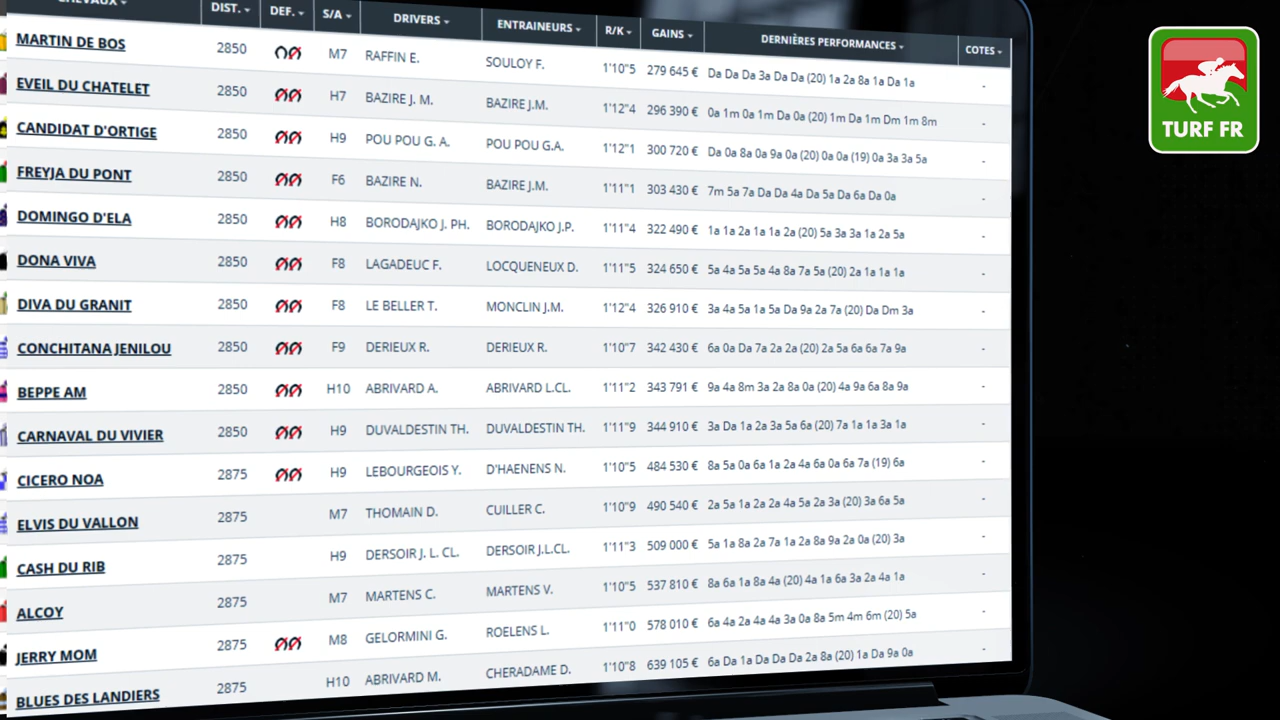 CHEVAUX DIST. DEF. S/A DRIVERS ENTRAINEURS R/K GAINS DERNIÈRES PERFORMANCES COTES
MARTIN DE BOS 2850 M7 RAFFIN E. SOULOY F. 1'10"5 279 645 € Da Da Da 3a Da Da (20) 1a 2a 8a 1a Da 1a -
EVEIL DU CHATELET 2850 H7 BAZIRE J. M. BAZIRE J.M. 1'12"4 296 390 € 0a 1m 0a 1m Da 0a (20) 1m Da 1m Dm 1m 8m -
CANDIDAT D'ORTIGE 2850 H9 POU POU G. A. POU POU G.A. 1'12"1 300 720 € Da 0a 8a 0a 9a 0a (20) 0a 0a (19) 0a 3a 3a 5a -
FREYJA DU PONT 2850 F6 BAZIRE N. BAZIRE J.M. 1'11"1 303 430 € 7m 5a 7a Da Da 4a Da 5a Da 6a Da 0a -
DOMINGO D'ELA 2850 H8 BORODAJKO J. PH. BORODAJKO J.P. 1'11"4 322 490 € 1a 1a 2a 1a 1a 2a (20) 5a 3a 3a 1a 2a 5a -
DONA VIVA 2850 F8 LAGADEUC F. LOCQUENEUX D. 1'11"5 324 650 € 5a 4a 5a 5a 4a 8a 7a 5a (20) 2a 1a 1a 1a -
DIVA DU GRANIT 2850 F8 LE BELLER T. MONCLIN J.M. 1'12"4 326 910 € 3a 4a 5a 1a 5a Da 9a 2a 7a (20) Da Dm 3a -
CONCHITANA JENILOU 2850 F9 DERIEUX R. DERIEUX R. 1'10"7 342 430 € 6a 0a Da 7a 2a 2a (20) 2a 5a 6a 6a 7a 9a -
BEPPE AM 2850 H10 ABRIVARD A. ABRIVARD L.CL. 1'11"2 343 791 € 9a 4a 8m 3a 2a 8a 0a (20) 4a 9a 6a 8a 9a -
CARNAVAL DU VIVIER 2850 H9 DUVALDESTIN TH. DUVALDESTIN TH. 1'11"9 344 910 € 3a Da 1a 2a 3a 5a 6a (20) 7a 1a 1a 3a 1a -
CICERO NOA 2875 H9 LEBOURGEOIS Y. D'HAENENS N. 1'10"5 484 530 € 8a 5a 0a 6a 1a 2a 4a 6a 0a 6a 7a (19) 6a -
ELVIS DU VALLON 2875 M7 THOMAIN D. CUILLER C. 1'10"9 490 540 € 2a 5a 1a 2a 2a 4a 5a 2a 3a (20) 3a 6a 5a -
CASH DU RIB 2875 H9 DERSOIR J. L. CL. DERSOIR J.L.CL. 1'11"3 509 000 € 5a 1a 8a 2a 7a 1a 2a 8a 9a 2a 0a (20) 3a -
ALCOY 2875 M7 MARTENS C. MARTENS V. 1'10"5 537 810 € 8a 6a 1a 8a 4a (20) 4a 1a 6a 3a 2a 4a 1a -
JERRY MOM 2875 M8 GELORMINI G. ROELENS L. 1'11"0 578 010 € 6a 4a 2a 4a 4a 3a 0a 8a 5m 4m 6m (20) 5a -
BLUES DES LANDIERS 2875 H10 ABRIVARD M. CHERADAME D. 1'10"8 639 105 € 6a Da 1a Da Da Da 2a 8a (20) 1a Da 9a 0a -
TURF FR